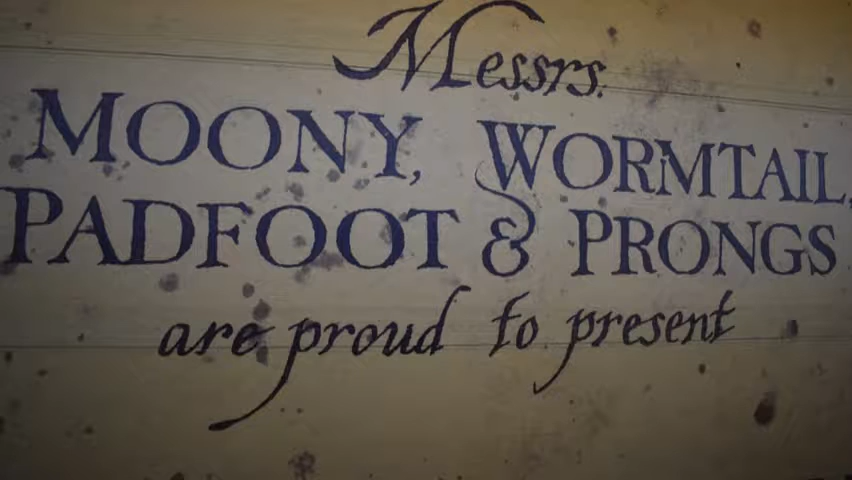 Messrs.
MOONY, WORMTAIL,
PADFOOT & PRONGS
are proud to present